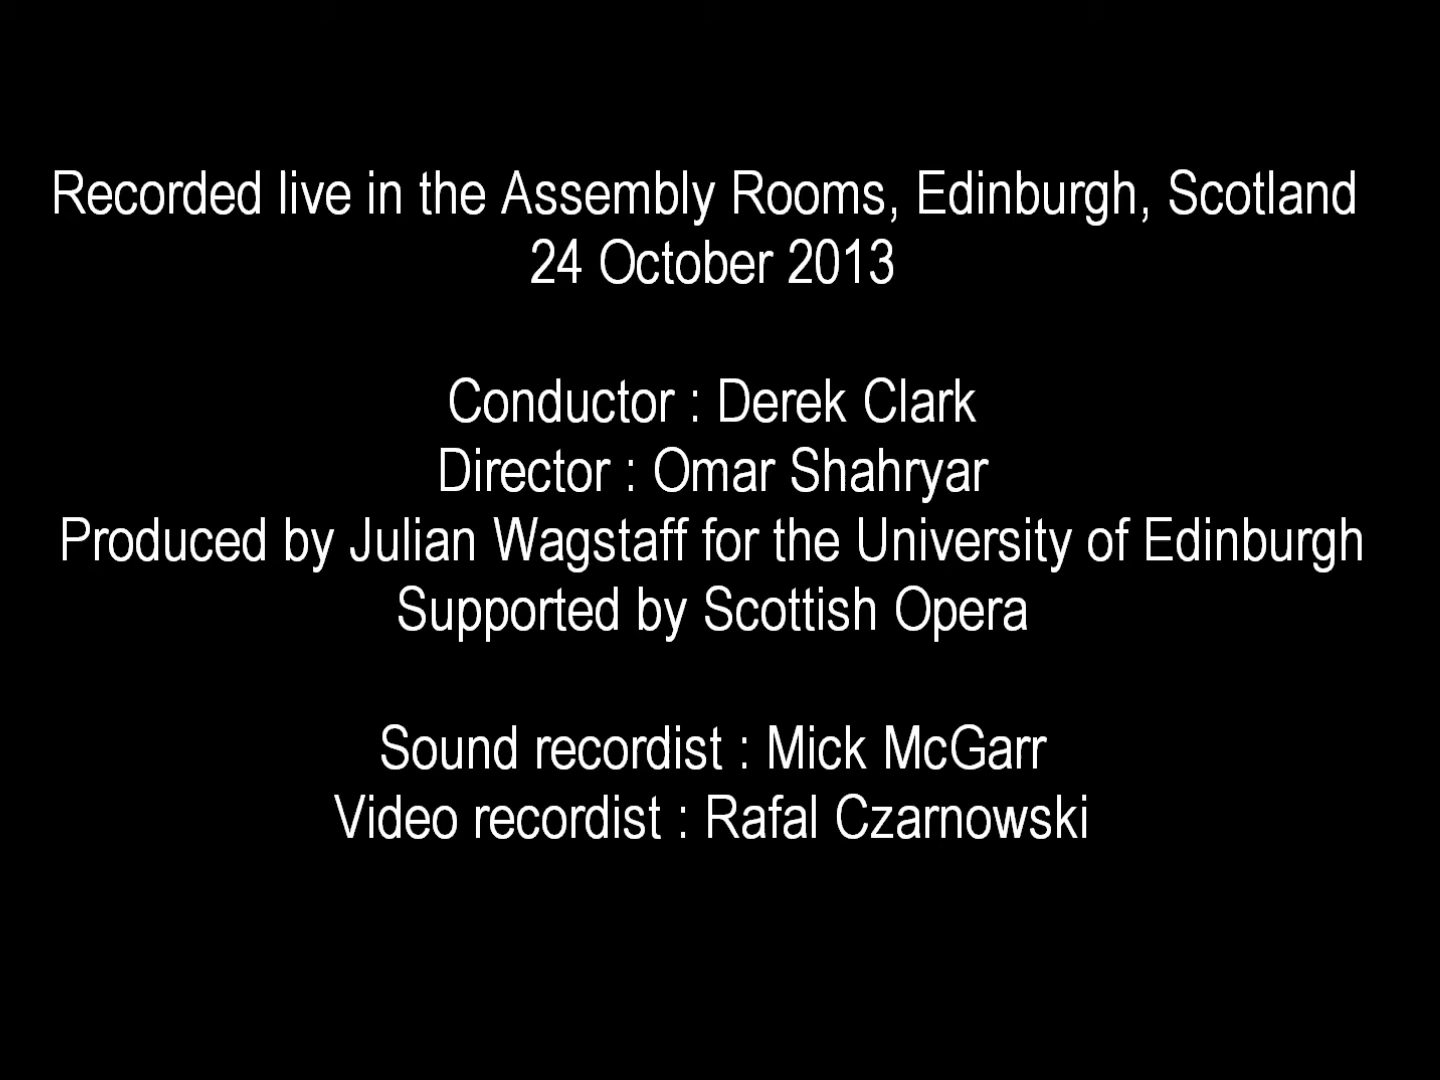 Recorded live in the Assembly Rooms, Edinburgh, Scotland
24 October 2013
Conductor : Derek Clark
Director : Omar Shahryar
Produced by Julian Wagstaff for the University of Edinburgh
Supported by Scottish Opera
Sound recordist : Mick McGarr
Video recordist : Rafal Czarnowski